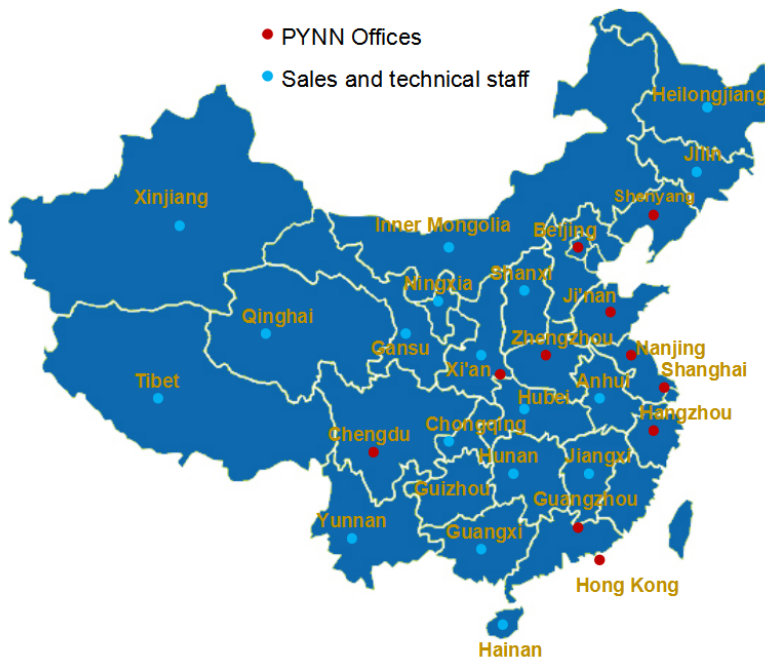 PYNN Offices
Sales and technical staff
Heilongjiang
Jilin
Shenyang
Xinjiang
Inner Mongolia
Beijing
Shanxi
Ningxia
Ji'nan
Qinghai
Gansu
Zhengzhou
Nanjing
Shanghai
Xi'an
Tibet
Hubei
Anhui
Hangzhou
Chengdu
Chongqing
Hunan
Jiangxi
Guizhou
Guangzhou
Yunnan
Guangxi
Hong Kong
Hainan